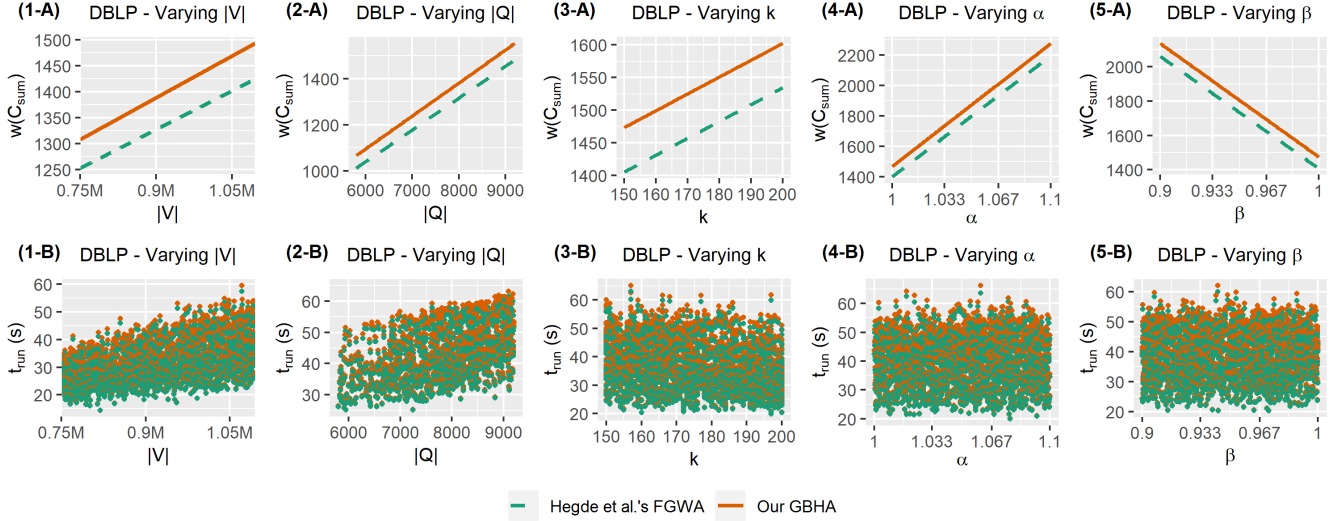 (1-A) DBLP - Varying |V|
w(Csum)
1500
1450
1400
1350
1300
1250
0.75M 0.9M 1.05M
|V|
(2-A) DBLP - Varying |Q|
w(Csum)
1400
1200
1000
6000 7000 8000 9000
|Q|
(3-A) DBLP - Varying k
w(Csum)
1600
1550
1500
1450
1400
150 160 170 180 190 200
k
(4-A) DBLP - Varying α
w(Csum)
2200
2000
1800
1600
1400
1 1.033 1.067 1.1
α
(5-A) DBLP - Varying β
w(Csum)
2000
1800
1600
1400
0.9 0.933 0.967 1
β
(1-B) DBLP - Varying |V|
trun (s)
60
50
40
30
20
0.75M 0.9M 1.05M
|V|
(2-B) DBLP - Varying |Q|
trun (s)
60
50
40
30
6000 7000 8000 9000
|Q|
(3-B) DBLP - Varying k
trun (s)
60
50
40
30
20
150 160 170 180 190 200
k
(4-B) DBLP - Varying α
trun (s)
60
50
40
30
20
1 1.033 1.067 1.1
α
(5-B) DBLP - Varying β
trun (s)
60
50
40
30
20
0.9 0.933 0.967 1
β
Hegde et al.'s FGWA Our GBHA